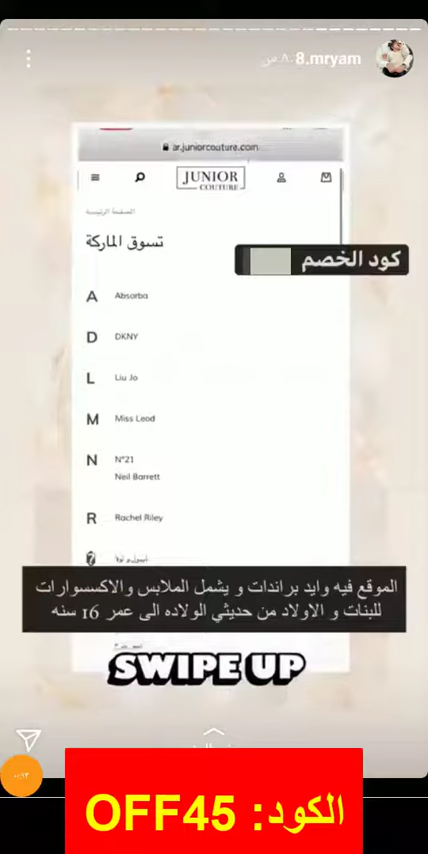 8.mryam
ar.juniorcouture.com
JUNIOR
COUTURE
الصفحة الرئيسية
تسوق الماركة
كود الخصم
A Absorba
D DKNY
L Liu Jo
M Miss Leod
N N°21
Neil Barrett
R Rachel Riley
الموقع فيه وايد براندات و يشمل الملابس والاكسسوارات
للبنات و الاولاد من حديثي الولاده الى عمر 16 سنه
SWIPE UP
الكود: OFF45